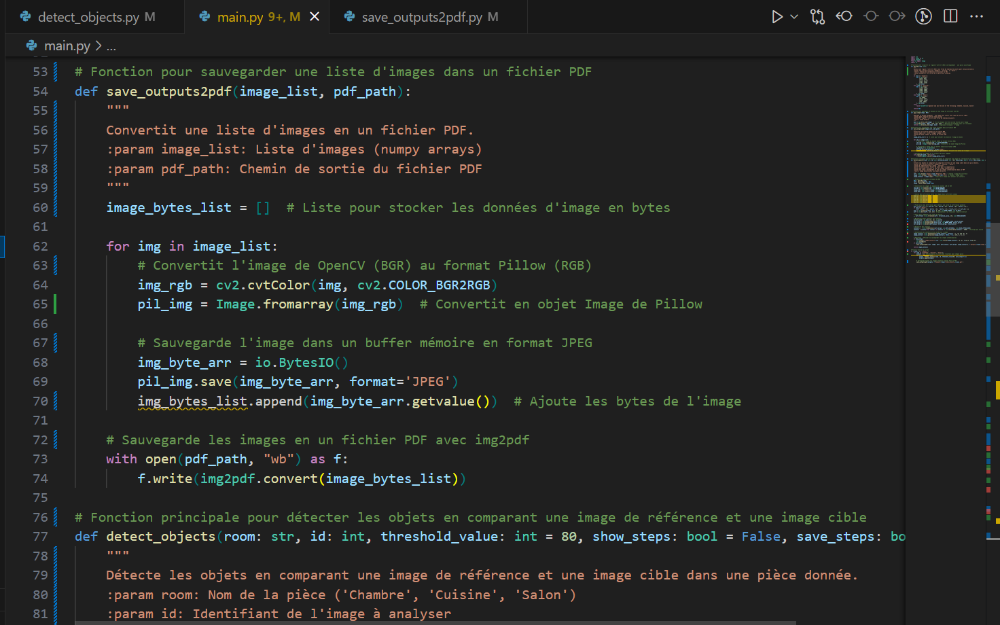 detect_objects.py M main.py 9+, M save_outputs2pdf.py M
main.py > ...
53 # Fonction pour sauvegarder une liste d'images dans un fichier PDF
54 def save_outputs2pdf(image_list, pdf_path):
55 """
56 Convertit une liste d'images en un fichier PDF.
57 :param image_list: Liste d'images (numpy arrays)
58 :param pdf_path: Chemin de sortie du fichier PDF
59 """
60 image_bytes_list = [] # Liste pour stocker les données d'image en bytes
61
62 for img in image_list:
63 # Convertit l'image de OpenCV (BGR) au format Pillow (RGB)
64 img_rgb = cv2.cvtColor(img, cv2.COLOR_BGR2RGB)
65 pil_img = Image.fromarray(img_rgb) # Convertit en objet Image de Pillow
66
67 # Sauvegarde l'image dans un buffer mémoire en format JPEG
68 img_byte_arr = io.BytesIO()
69 pil_img.save(img_byte_arr, format='JPEG')
70 img_bytes_list.append(img_byte_arr.getvalue()) # Ajoute les bytes de l'image
71
72 # Sauvegarde les images en un fichier PDF avec img2pdf
73 with open(pdf_path, "wb") as f:
74 f.write(img2pdf.convert(image_bytes_list))
75
76 # Fonction principale pour détecter les objets en comparant une image de référence et une image cible
77 def detect_objects(room: str, id: int, threshold_value: int = 80, show_steps: bool = False, save_steps: bo
78 """
79 Détecte les objets en comparant une image de référence et une image cible dans une pièce donnée.
80 :param room: Nom de la pièce ('Chambre', 'Cuisine', 'Salon')
81 :param id: Identifiant de l'image à analyser